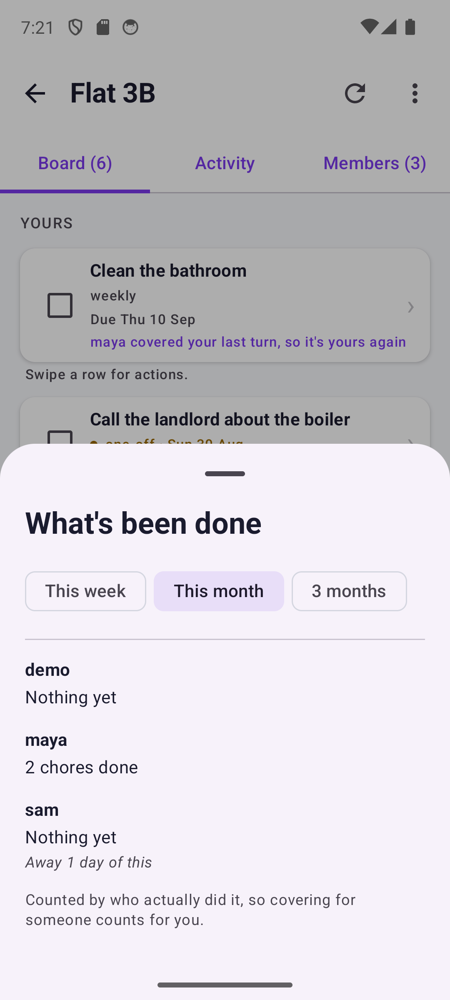 7:21
Flat 3B
Board (6)
Activity
Members (3)
YOURS
Clean the bathroom
weekly
Due Thu 10 Sep
maya covered your last turn, so it's yours again
Swipe a row for actions.
Call the landlord about the boiler
one-off · Sun 30 Aug
What's been done
This week
This month
3 months
demo
Nothing yet
maya
2 chores done
sam
Nothing yet
Away 1 day of this
Counted by who actually did it, so covering for
someone counts for you.